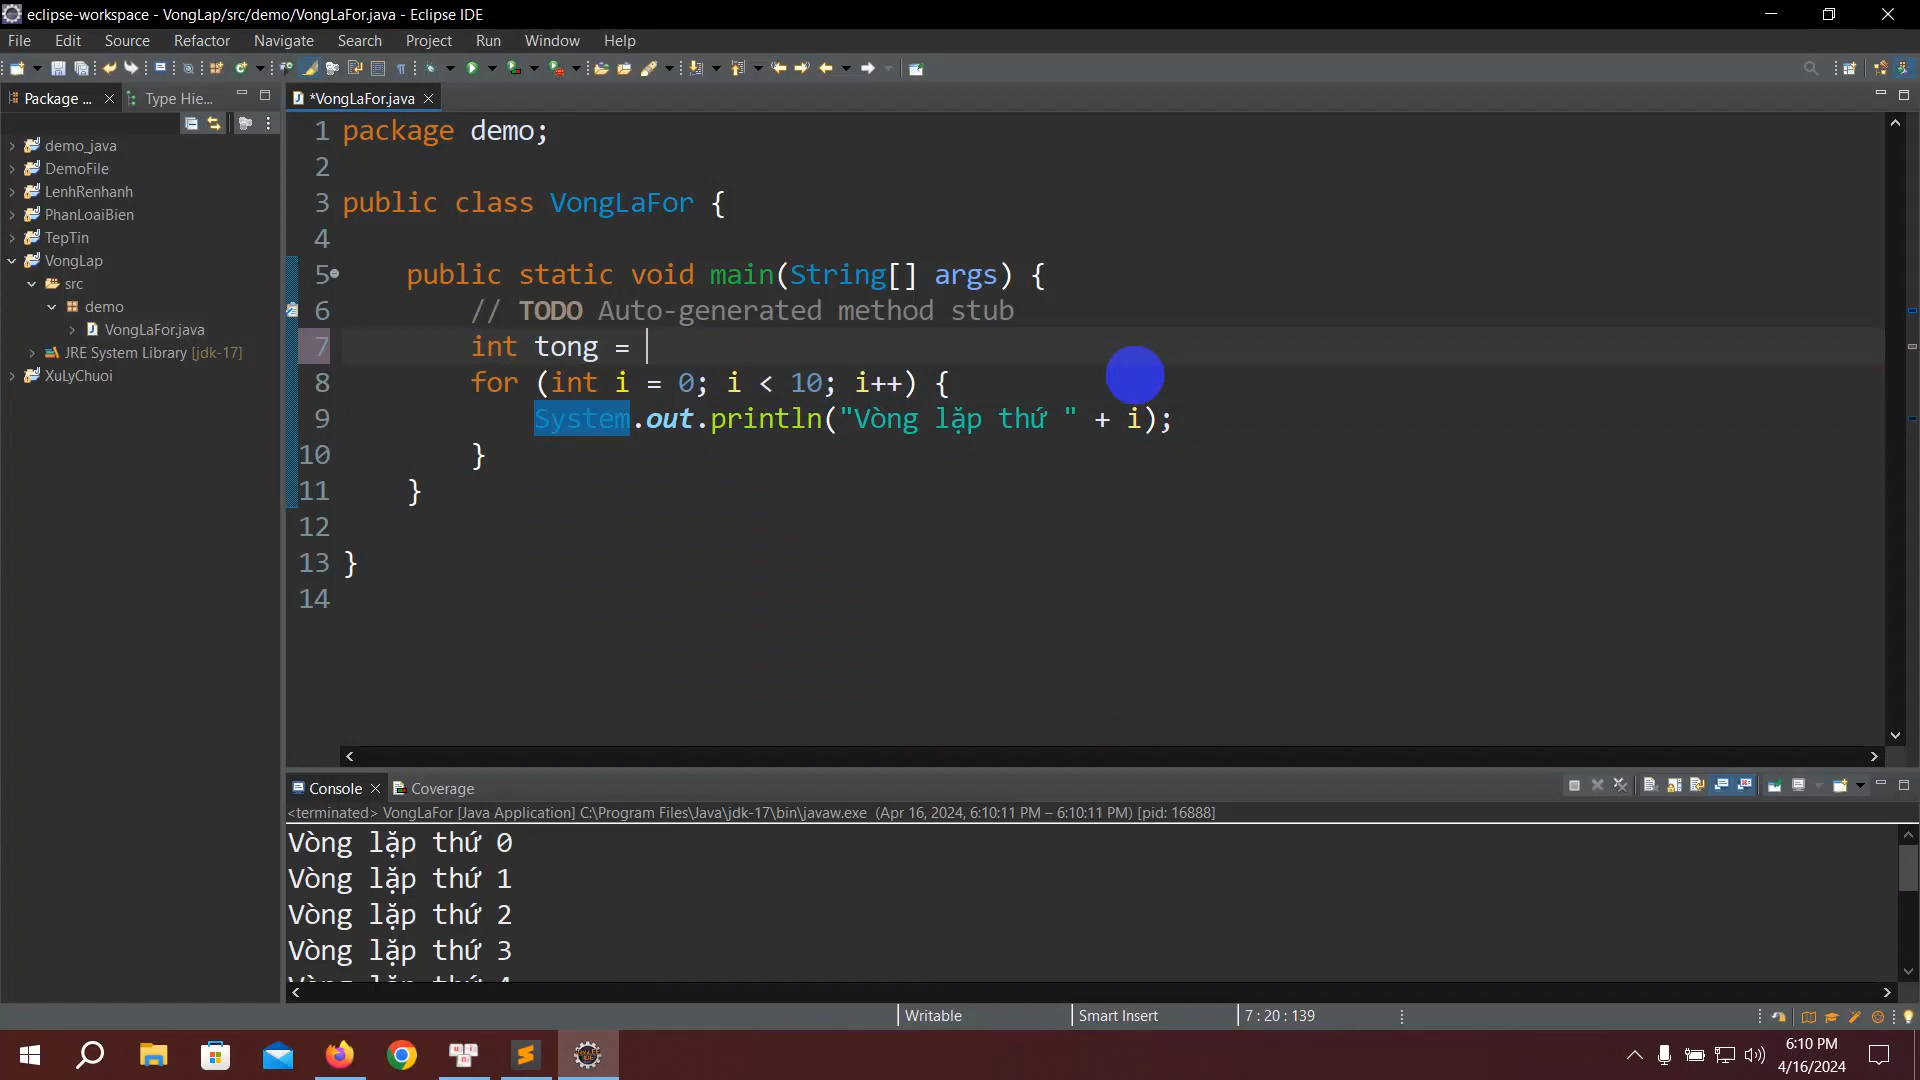 eclipse-workspace - VongLap/src/demo/VongLaFor.java - Eclipse IDE
File Edit Source Refactor Navigate Search Project Run Window Help
Package ... Type Hie... *VongLaFor.java
demo_java
DemoFile
LenhRenhanh
PhanLoaiBien
TepTin
VongLap
src
demo
VongLaFor.java
JRE System Library [jdk-17]
XuLyChuoi
1 package demo;
2
3 public class VongLaFor {
4
5 public static void main(String[] args) {
6 // TODO Auto-generated method stub
7 int tong =
8 for (int i = 0; i < 10; i++) {
9 System.out.println("Vòng lặp thứ " + i);
10 }
11 }
12
13 }
14
Console Coverage
<terminated> VongLaFor [Java Application] C:\Program Files\Java\jdk-17\bin\javaw.exe (Apr 16, 2024, 6:10:11 PM – 6:10:11 PM) [pid: 16888]
Vòng lặp thứ 0
Vòng lặp thứ 1
Vòng lặp thứ 2
Vòng lặp thứ 3
Writable Smart Insert 7 : 20 : 139
6:10 PM
4/16/2024